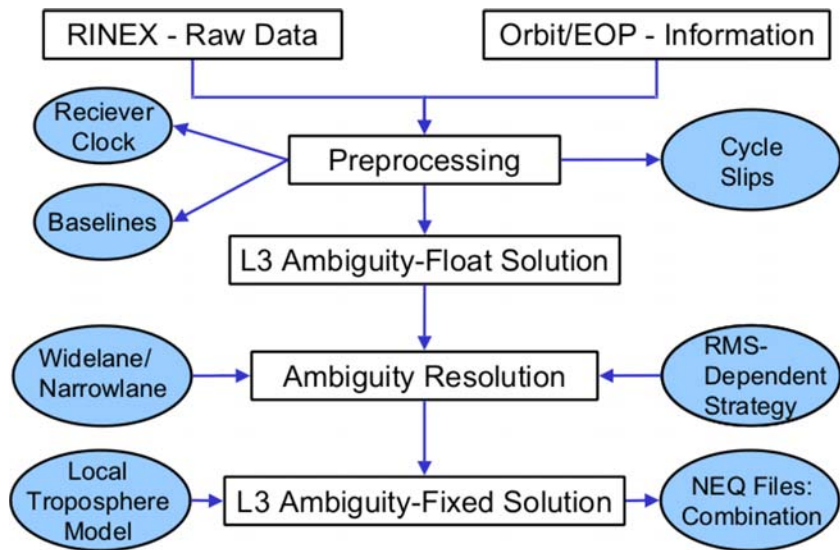 RINEX - Raw Data
Orbit/EOP - Information
Reciever
Clock
Preprocessing
Cycle
Slips
Baselines
L3 Ambiguity-Float Solution
Widelane/
Narrowlane
Ambiguity Resolution
RMS-
Dependent
Strategy
Local
Troposphere
Model
L3 Ambiguity-Fixed Solution
NEQ Files:
Combination